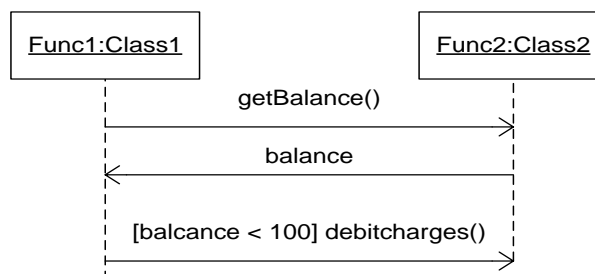 Func1:Class1
Func2:Class2
getBalance()
balance
[balcance < 100] debitcharges()